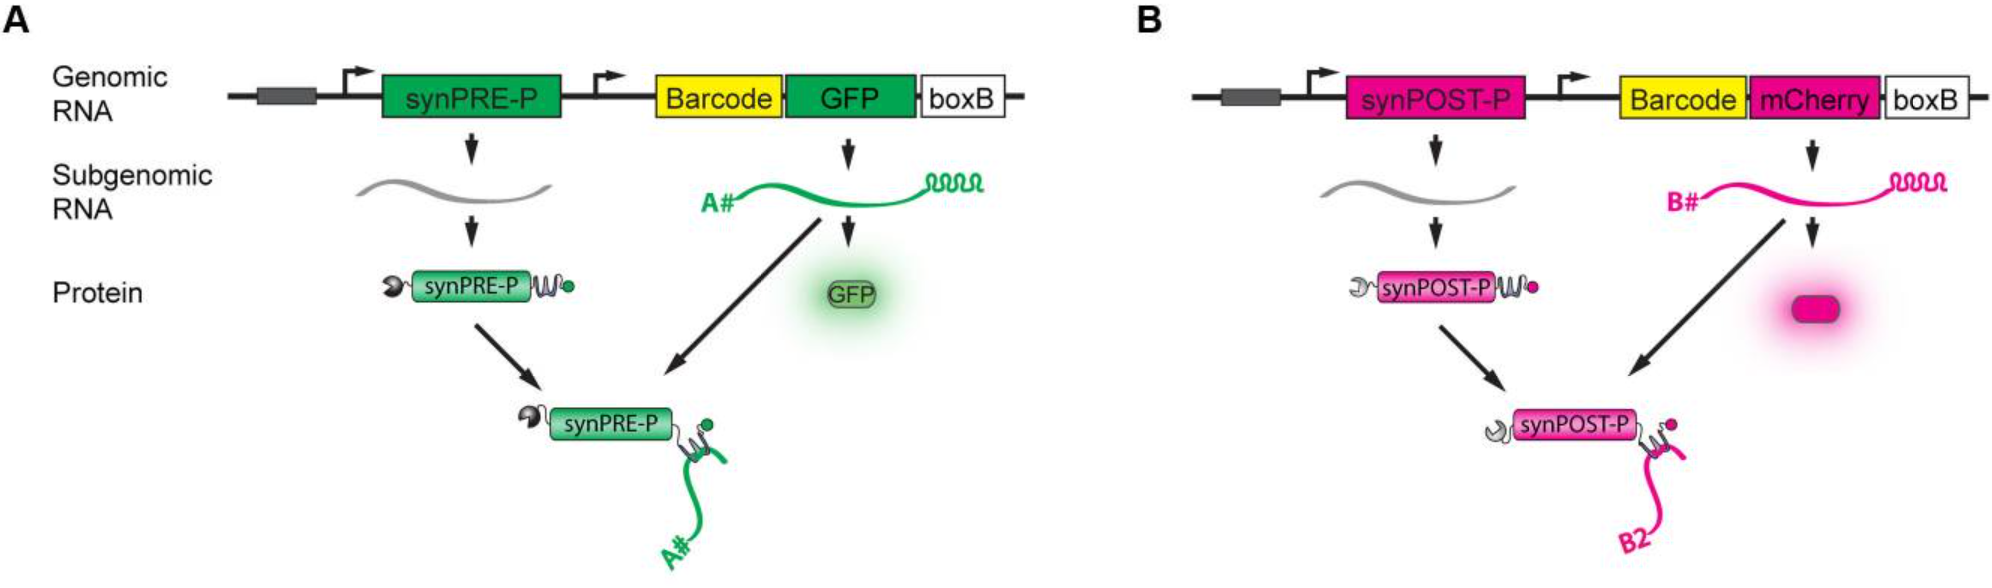 A
B
Genomic
RNA
synPRE-P
Barcode
GFP
boxB
synPOST-P
Barcode
mCherry
boxB
Subgenomic
RNA
A#
B#
Protein
synPRE-P
GFP
synPOST-P
synPRE-P
synPOST-P
A#
B2